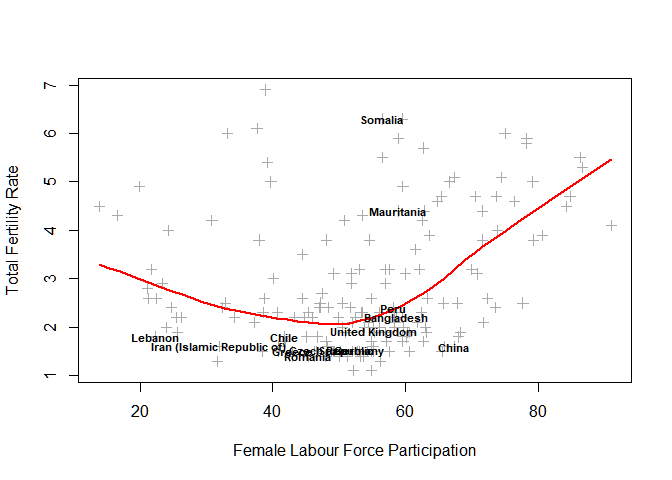 7
6
5
4
3
2
1
Total Fertility Rate
Somalia
Mauritania
Peru
Bangladesh
United Kingdom
Lebanon
Chile
Iran (Islamic Republic of)
China
Romania
20
40
60
80
Female Labour Force Participation